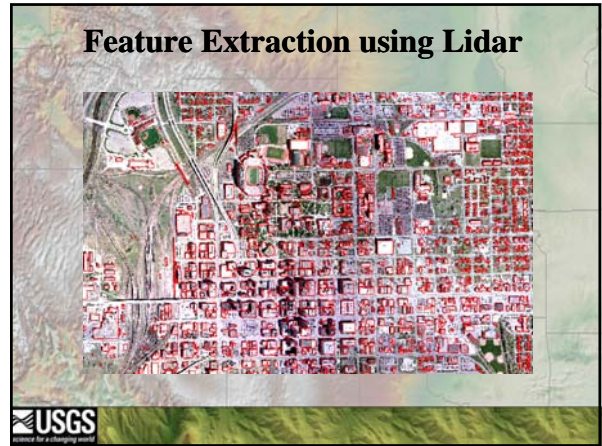 Feature Extraction using Lidar
USGS
science for a changing world